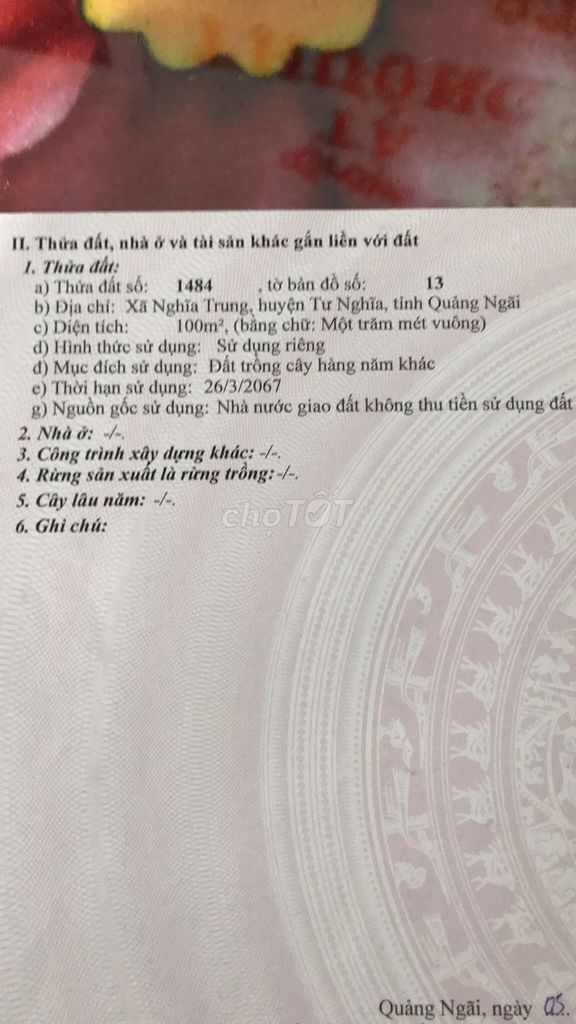 II. Thửa đất, nhà ở và tài sản khác gắn liền với đất
1. Thửa đất:
a) Thửa đất số: 1484 , tờ bản đồ số: 13
b) Địa chỉ: Xã Nghĩa Trung, huyện Tư Nghĩa, tỉnh Quảng Ngãi
c) Diện tích: 100m², (bằng chữ: Một trăm mét vuông)
d) Hình thức sử dụng: Sử dụng riêng
đ) Mục đích sử dụng: Đất trồng cây hàng năm khác
e) Thời hạn sử dụng: 26/3/2067
g) Nguồn gốc sử dụng: Nhà nước giao đất không thu tiền sử dụng đất
2. Nhà ở: -/-.
3. Công trình xây dựng khác: -/-.
4. Rừng sản xuất là rừng trồng: -/-.
5. Cây lâu năm: -/-.
chợTỐT
6. Ghi chú:
Quảng Ngãi, ngày 05.